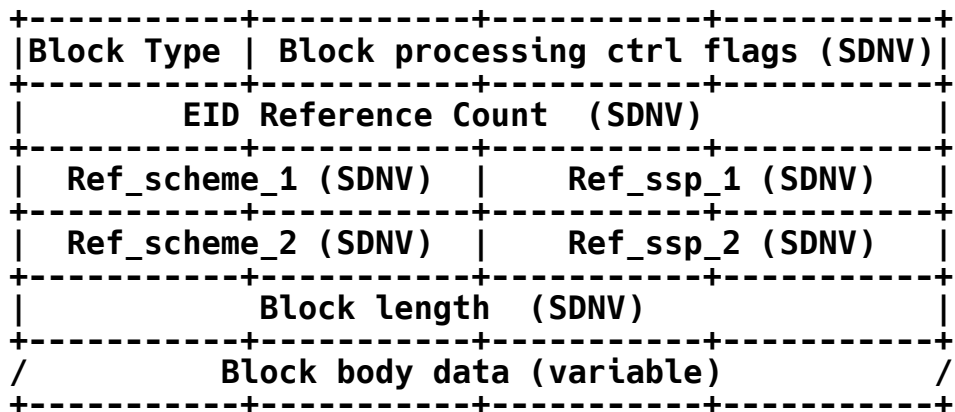 +-----------+-----------+-----------+-----------+
|Block Type | Block processing ctrl flags (SDNV)|
+-----------+-----------+-----------+-----------+
|        EID Reference Count  (SDNV)            |
+-----------+-----------+-----------+-----------+
|  Ref_scheme_1 (SDNV)  |    Ref_ssp_1 (SDNV)   |
+-----------+-----------+-----------+-----------+
|  Ref_scheme_2 (SDNV)  |    Ref_ssp_2 (SDNV)   |
+-----------+-----------+-----------+-----------+
|            Block length  (SDNV)               |
+-----------+-----------+-----------+-----------+
/          Block body data (variable)           /
+-----------+-----------+-----------+-----------+